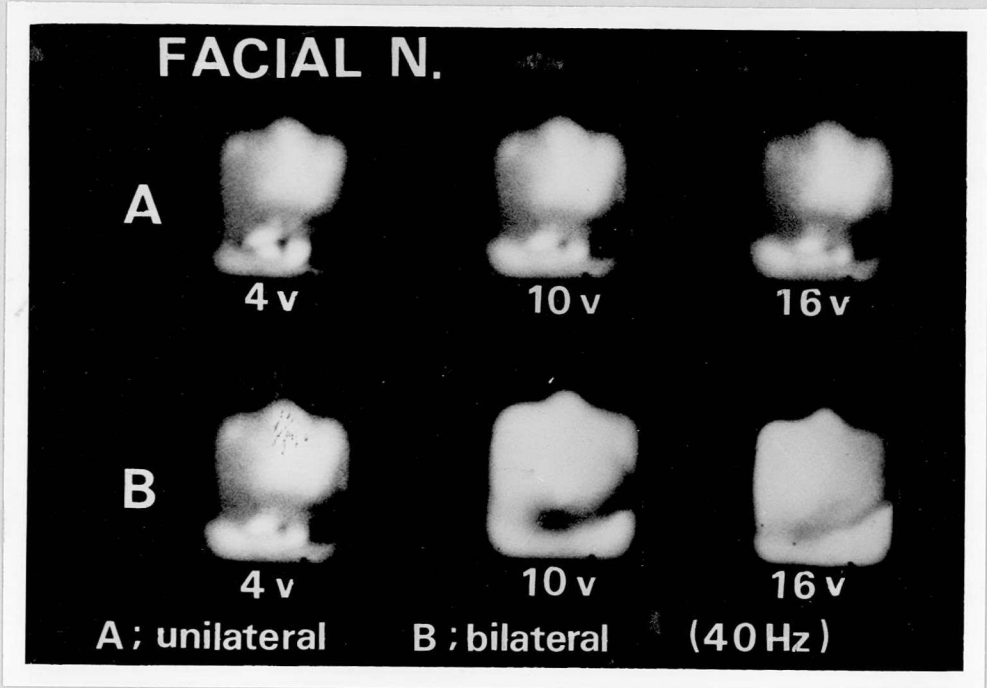 FACIAL N.
A
4 v 10 v 16 v
B
4 v 10 v 16 v
A ; unilateral B ; bilateral (40 Hz)